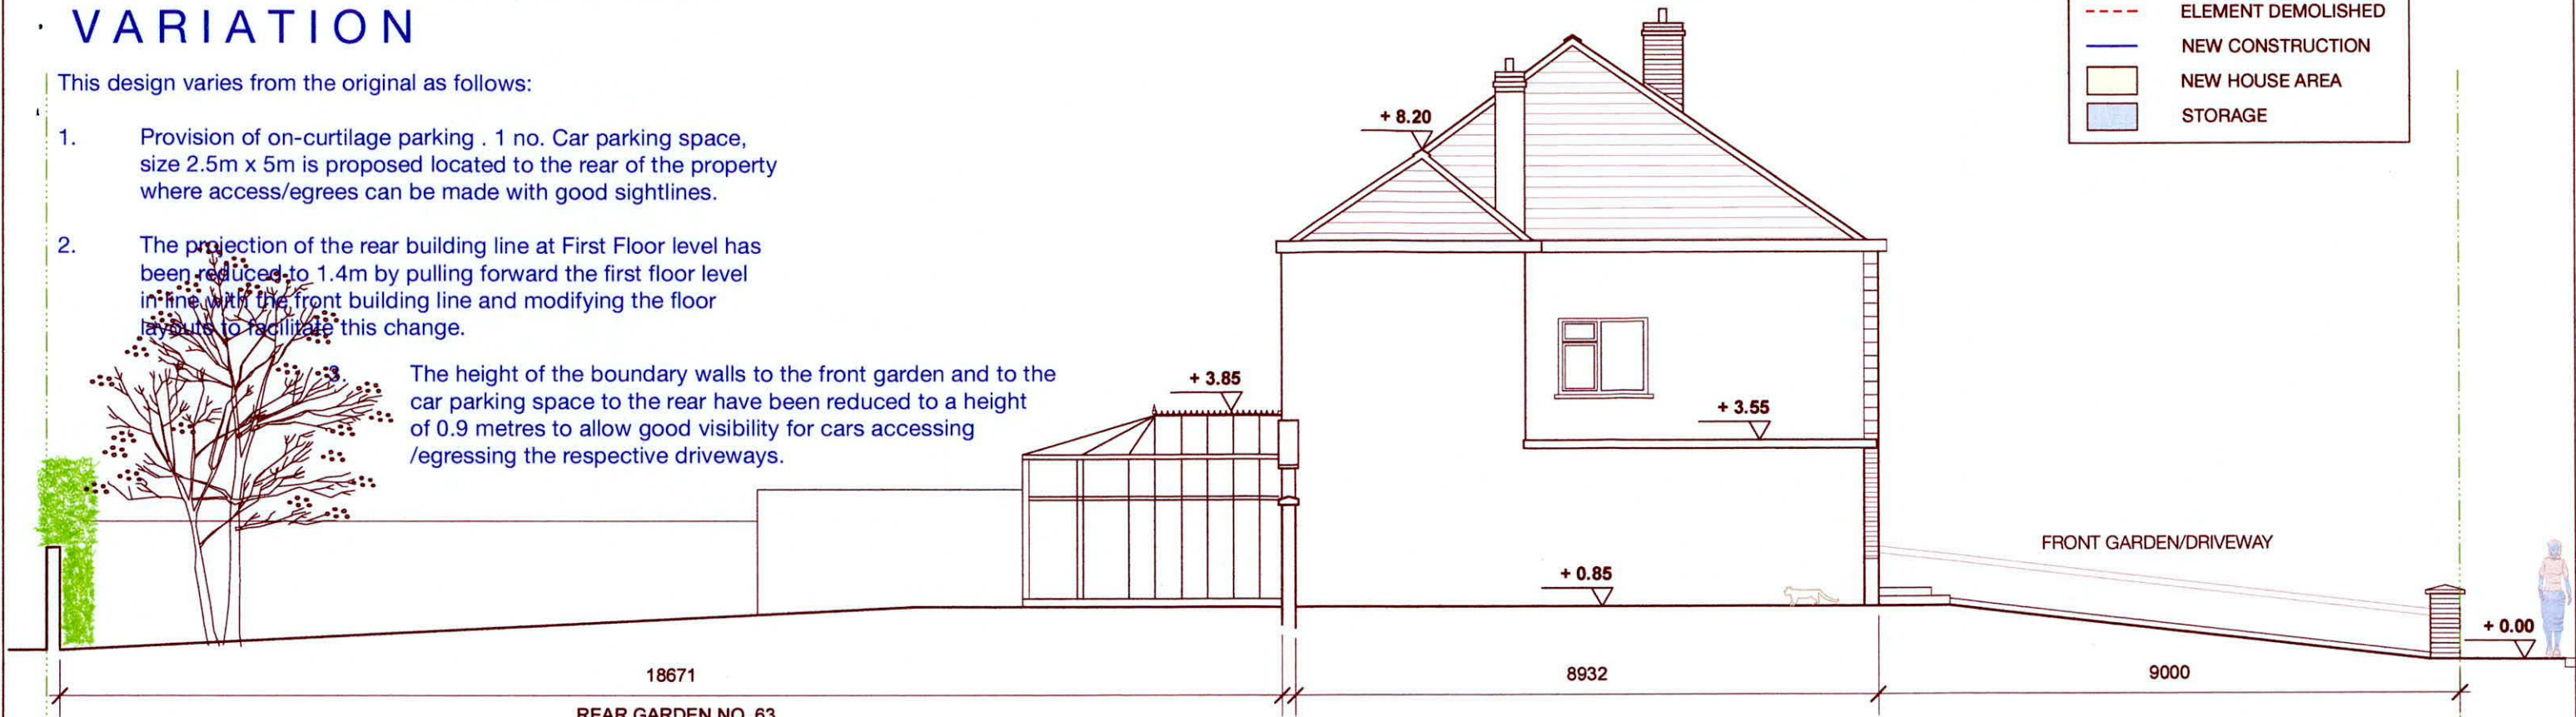 VARIATION
This design varies from the original as follows:
1. Provision of on-curtilage parking . 1 no. Car parking space,
size 2.5m x 5m is proposed located to the rear of the property
where access/egrees can be made with good sightlines.
2. The projection of the rear building line at First Floor level has
been reduced to 1.4m by pulling forward the first floor level
in line with the front building line and modifying the floor
layouts to facilitate this change.
3. The height of the boundary walls to the front garden and to the
car parking space to the rear have been reduced to a height
of 0.9 metres to allow good visibility for cars accessing
/egressing the respective driveways.
ELEMENT DEMOLISHED
NEW CONSTRUCTION
NEW HOUSE AREA
STORAGE
+ 8.20
+ 3.85
+ 3.55
+ 0.85
FRONT GARDEN/DRIVEWAY
+ 0.00
18671
8932
9000
REAR GARDEN NO. 63